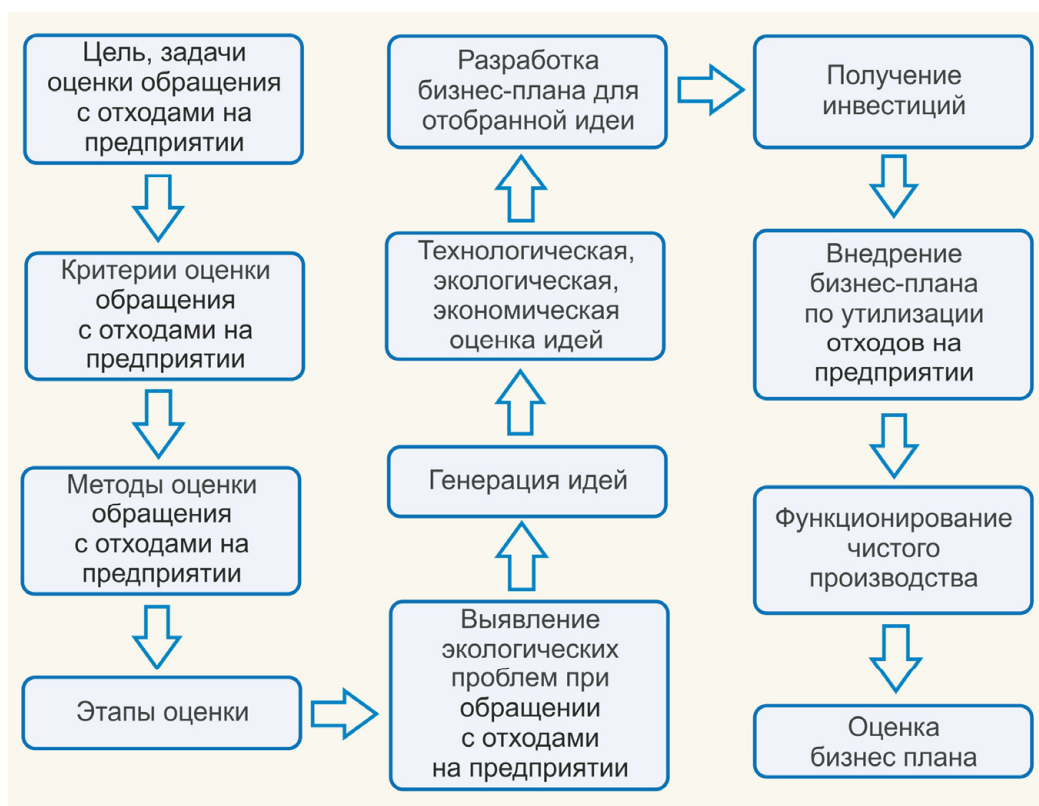 Цель, задачи
оценки обращения
с отходами на
предприятии
Критерии оценки
обращения
с отходами на
предприятии
Методы оценки
обращения
с отходами на
предприятии
Этапы оценки
Выявление
экологических
проблем при
обращении
с отходами
на предприятии
Генерация идей
Технологическая,
экологическая,
экономическая
оценка идей
Разработка
бизнес-плана для
отобранной идеи
Получение
инвестиций
Внедрение
бизнес-плана
по утилизации
отходов на
предприятии
Функционирование
чистого
производства
Оценка
бизнес плана